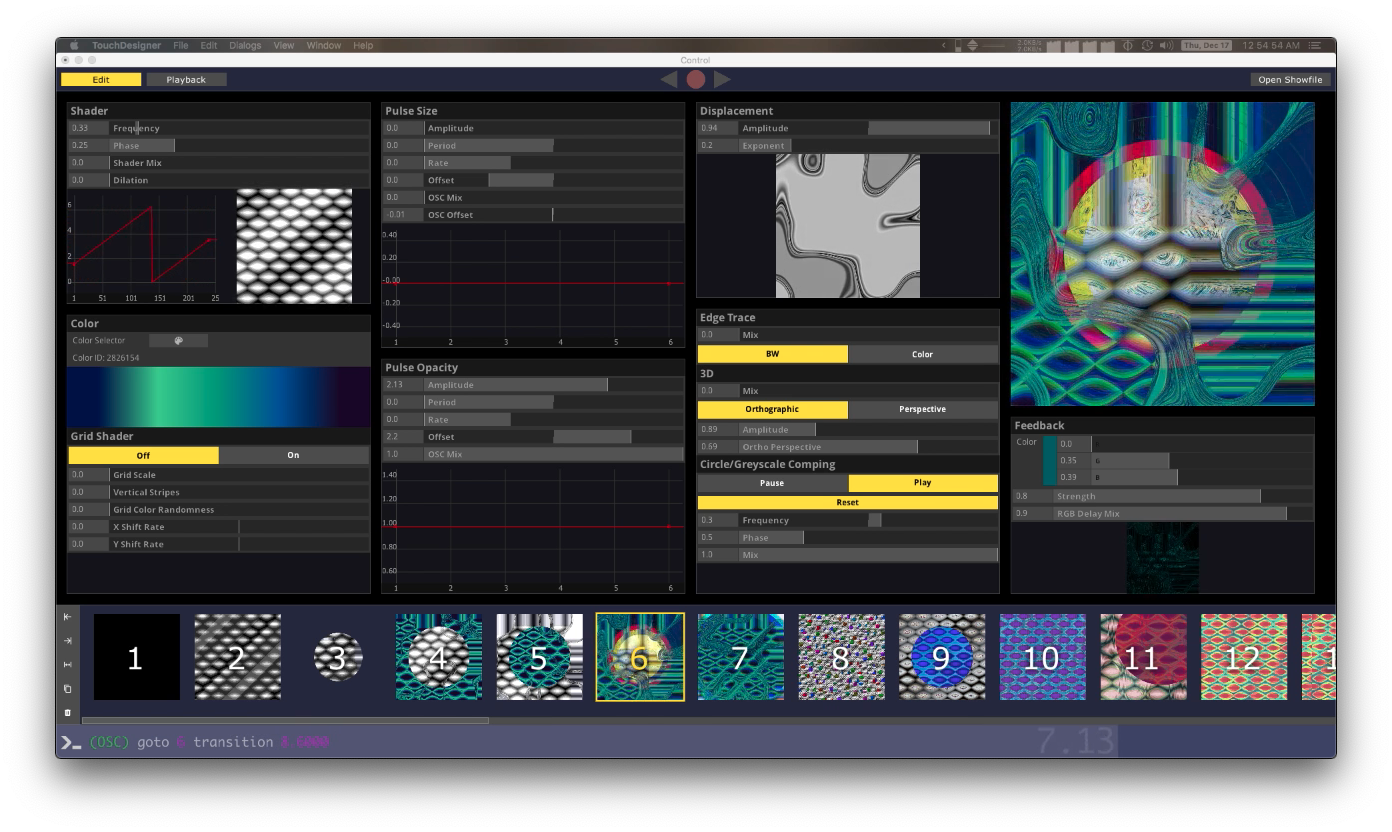 TouchDesigner File Edit Dialogs View Window Help
Thu, Dec 17 12 54 54 AM
Control
Edit Playback Open Showfile
Shader
0.33 Frequency
0.25 Phase
0.0 Shader Mix
0.0 Dilation
6
4
2
0
1 51 101 151 201 25
Color
Color Selector
Color ID: 2826154
Grid Shader
Off On
0.0 Grid Scale
0.0 Vertical Stripes
0.0 Grid Color Randomness
0.0 X Shift Rate
0.0 Y Shift Rate
Pulse Size
0.0 Amplitude
0.0 Period
0.0 Rate
0.0 Offset
0.0 OSC Mix
-0.01 OSC Offset
0.40
0.20
-0.00
-0.20
-0.40
1 2 3 4 5 6
Pulse Opacity
2.13 Amplitude
0.0 Period
0.0 Rate
2.2 Offset
1.0 OSC Mix
1.40
1.20
1.00
0.80
0.60
1 2 3 4 5 6
Displacement
0.94 Amplitude
0.2 Exponent
Edge Trace
0.0 Mix
BW Color
3D
0.0 Mix
Orthographic Perspective
0.89 Amplitude
0.69 Ortho Perspective
Circle/Greyscale Comping
Pause Play
Reset
0.3 Frequency
0.5 Phase
1.0 Mix
Feedback
Color 0.0
0.35 G
0.39 B
0.8 Strength
0.9 RGB Delay Mix
1 2 3 4 5 6 7 8 9 10 11 12 1
(OSC) goto 6 transition
7.13